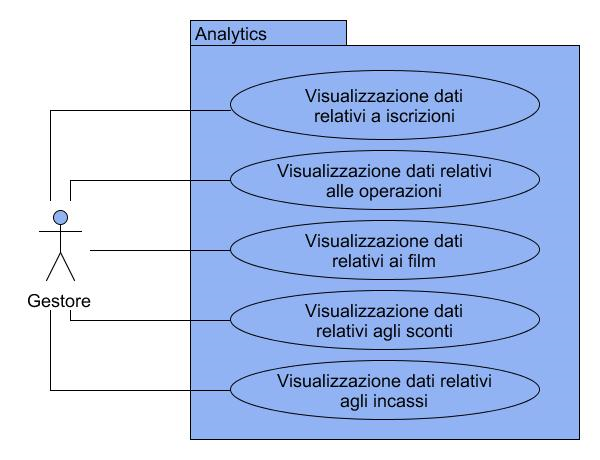 Analytics
Visualizzazione dati
relativi a iscrizioni
Visualizzazione dati relativi
alle operazioni
Visualizzazione dati
relativi ai film
Gestore
Visualizzazione dati
relativi agli sconti
Visualizzazione dati relativi
agli incassi